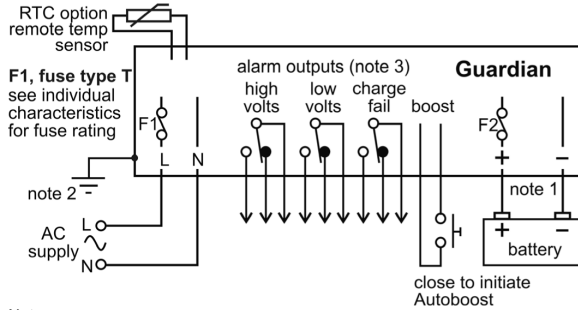 RTC option
remote temp
sensor
F1, fuse type T
see individual
characteristics
for fuse rating
alarm outputs (note 3)
Guardian
high
volts
low
volts
charge
fail
boost
F1
F2
L
N
+
–
note 2
note 1
AC
supply
L
N
+
–
battery
close to initiate
Autoboost